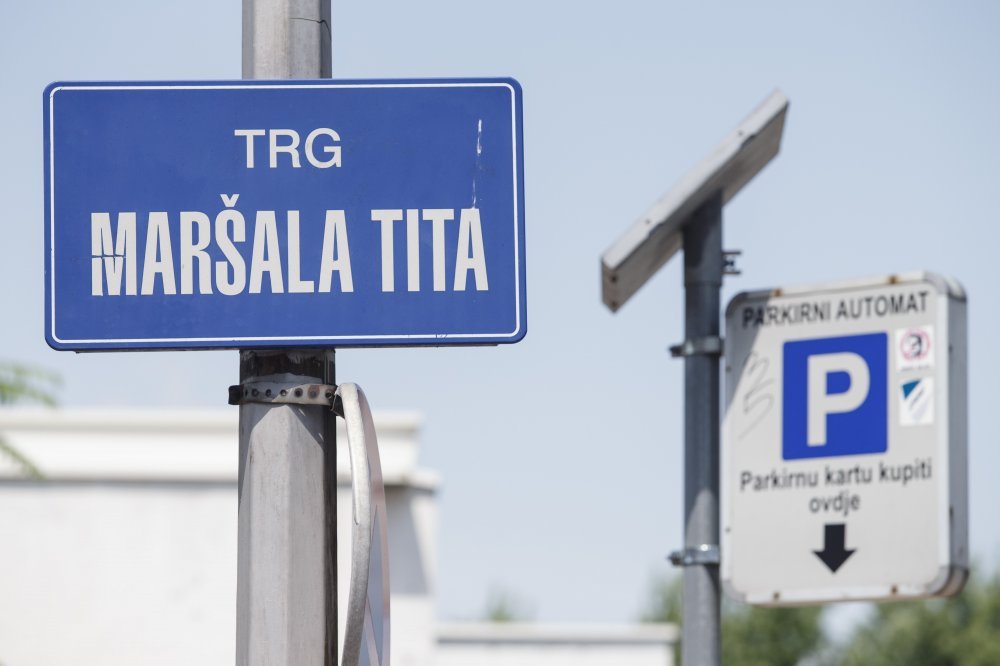 TRG
MARŠALA TITA
PARKIRNI AUTOMAT
P
Parkirnu kartu kupiti
ovdje